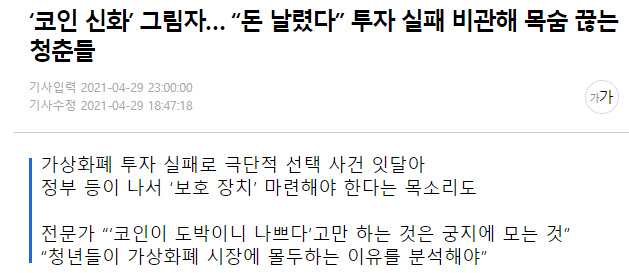 ‘코인 신화’ 그림자… “돈 날렸다” 투자 실패 비관해 목숨 끊는
청춘들
기사입력 2021-04-29 23:00:00
기사수정 2021-04-29 18:47:18
가가
가상화폐 투자 실패로 극단적 선택 사건 잇달아
정부 등이 나서 ‘보호 장치’ 마련해야 한다는 목소리도
전문가 “‘코인이 도박이니 나쁘다’고만 하는 것은 궁지에 모는 것”
“청년들이 가상화폐 시장에 몰두하는 이유를 분석해야”